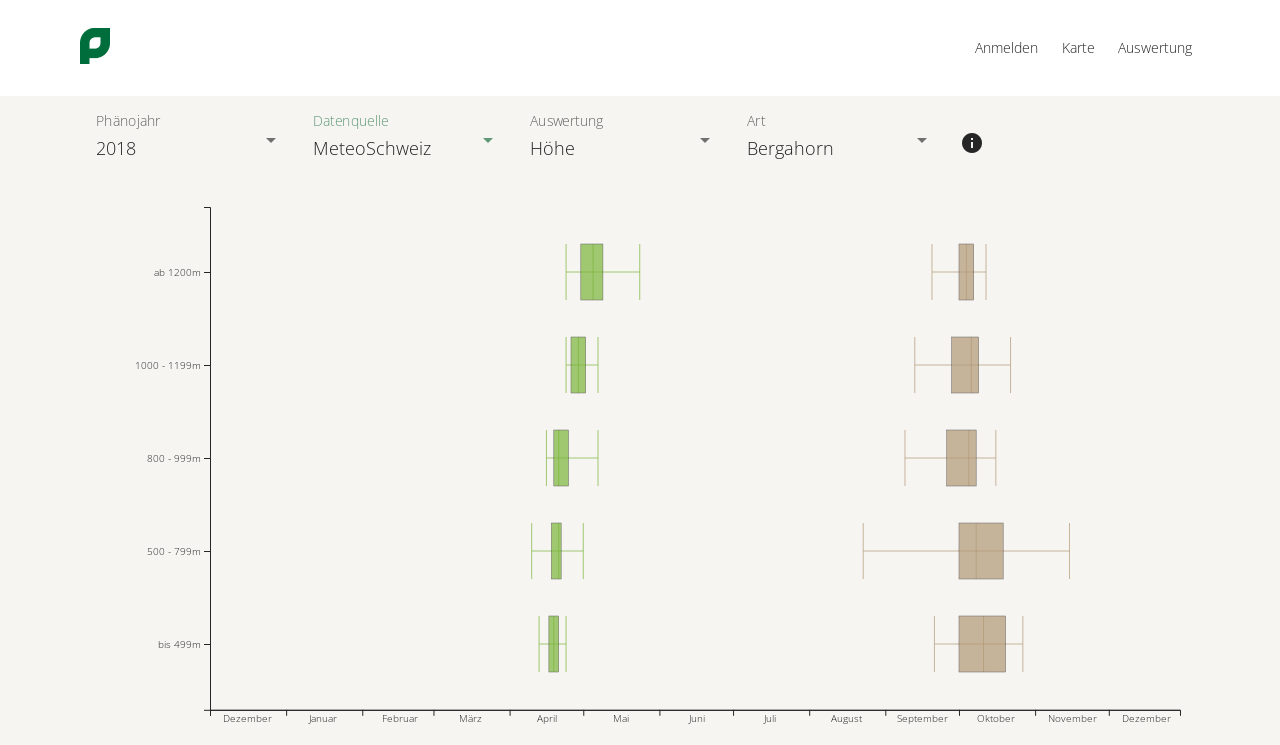 Anmelden Karte Auswertung
Phänojahr Datenquelle Auswertung Art
2018 MeteoSchweiz Höhe Bergahorn
ab 1200m
1000 - 1199m
800 - 999m
500 - 799m
bis 499m
Dezember Januar Februar März April Mai Juni Juli August September Oktober November Dezember